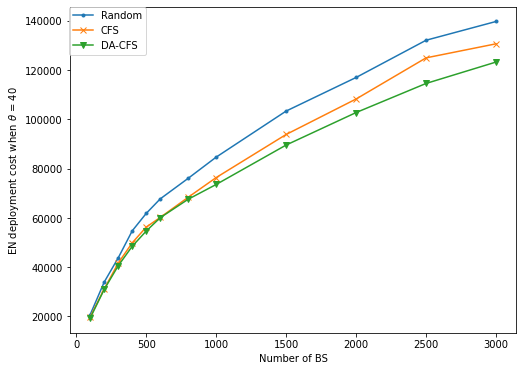 Random
CFS
DA-CFS
140000
120000
100000
80000
60000
40000
20000
EN deployment cost when θ = 40
0
500
1000
1500
2000
2500
3000
Number of BS